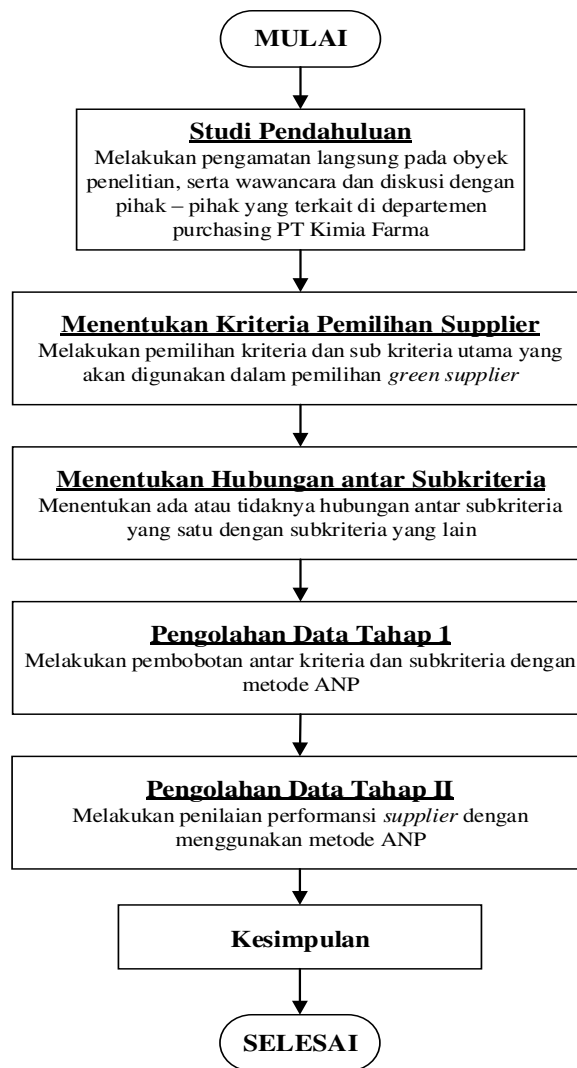 MULAI
Studi Pendahuluan
Melakukan pengamatan langsung pada obyek
penelitian, serta wawancara dan diskusi dengan
pihak – pihak yang terkait di departemen
purchasing PT Kimia Farma
Menentukan Kriteria Pemilihan Supplier
Melakukan pemilihan kriteria dan sub kriteria utama yang
akan digunakan dalam pemilihan green supplier
Menentukan Hubungan antar Subkriteria
Menentukan ada atau tidaknya hubungan antar subkriteria
yang satu dengan subkriteria yang lain
Pengolahan Data Tahap 1
Melakukan pembobotan antar kriteria dan subkriteria dengan
metode ANP
Pengolahan Data Tahap II
Melakukan penilaian performansi supplier dengan
menggunakan metode ANP
Kesimpulan
SELESAI